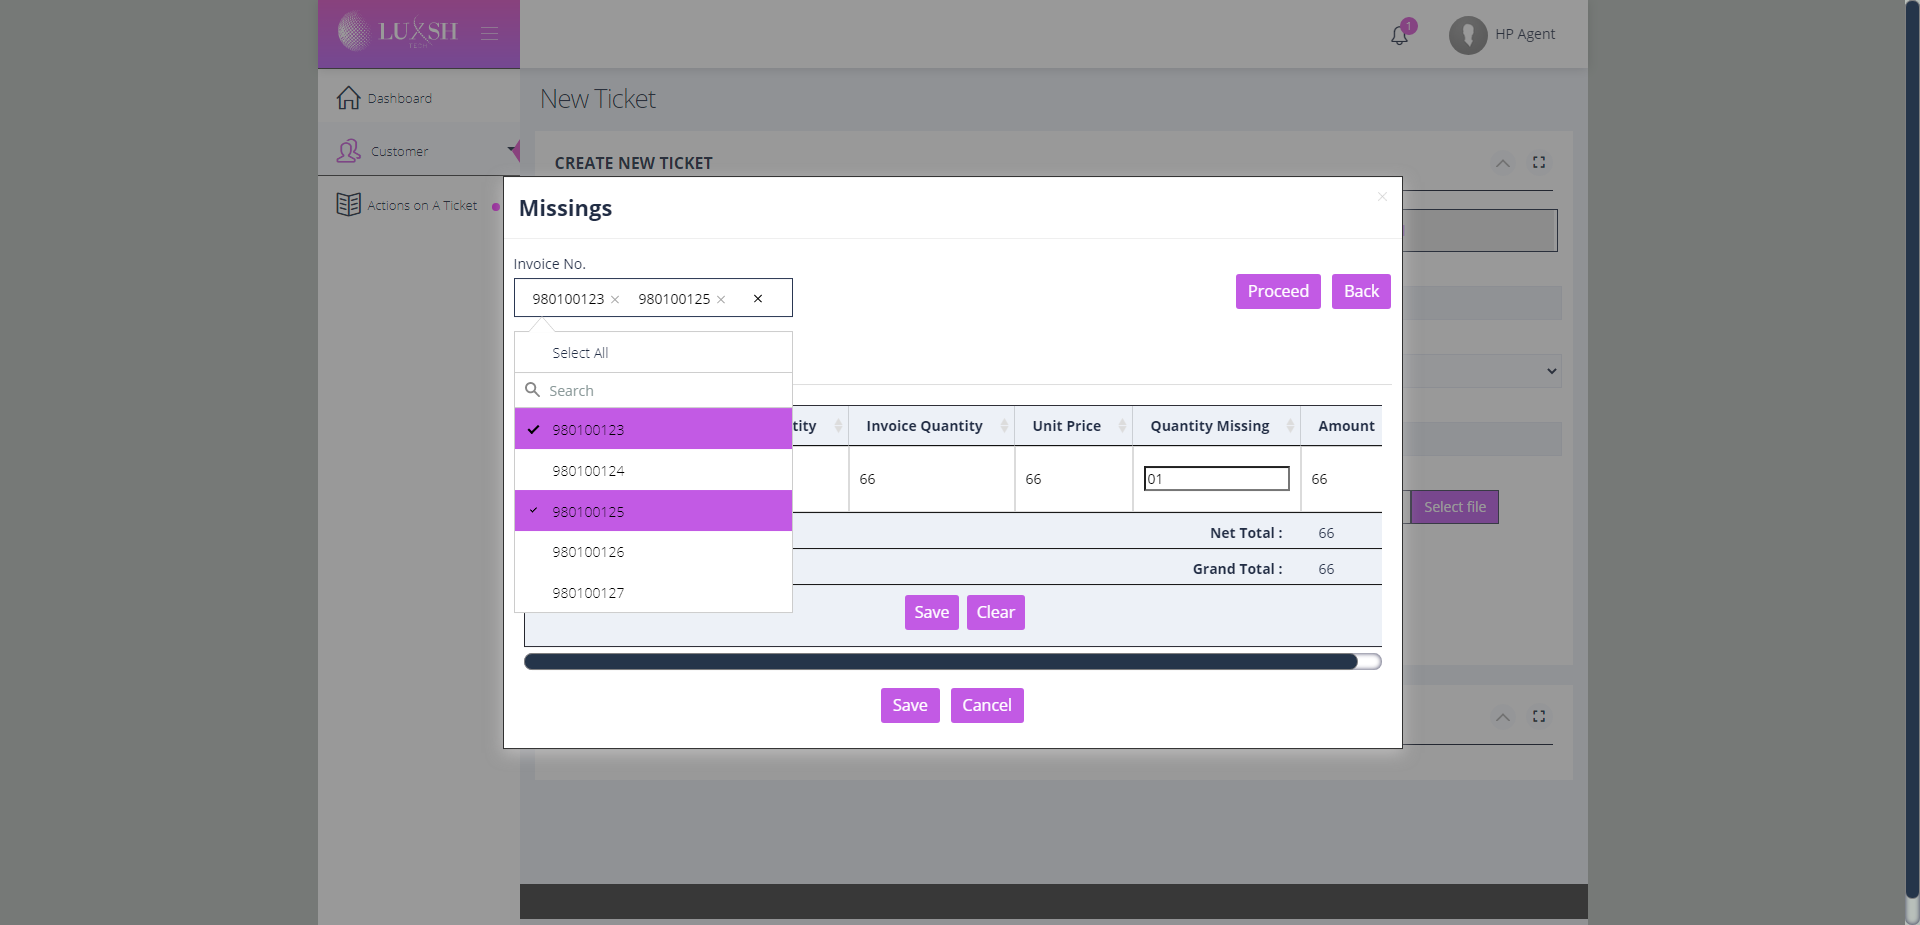 LUXSH
1
HP Agent
Dashboard
New Ticket
Customer
CREATE NEW TICKET
Actions on A Ticket
Missings
Invoice No.
980100123 980100125
Proceed Back
Select All
Search
980100123
980100124
980100125
980100126
980100127
tity Invoice Quantity Unit Price Quantity Missing Amount
66 66 01 66
Net Total : 66
Grand Total : 66
Save Clear
Select file
Save Cancel